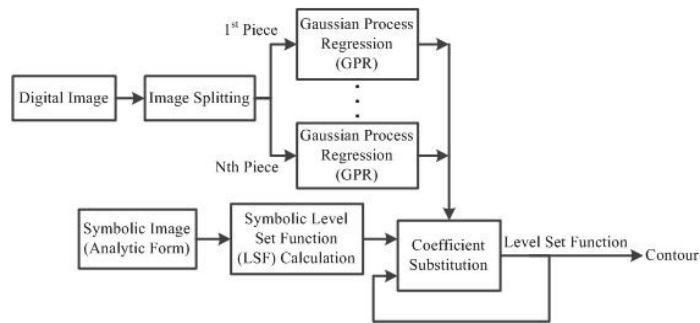 1st Piece
Gaussian Process
Regression
(GPR)
Digital Image
Image Splitting
Nth Piece
Gaussian Process
Regression
(GPR)
Symbolic Image
(Analytic Form)
Symbolic Level
Set Function
(LSF) Calculation
Coefficient
Substitution
Level Set Function
Contour